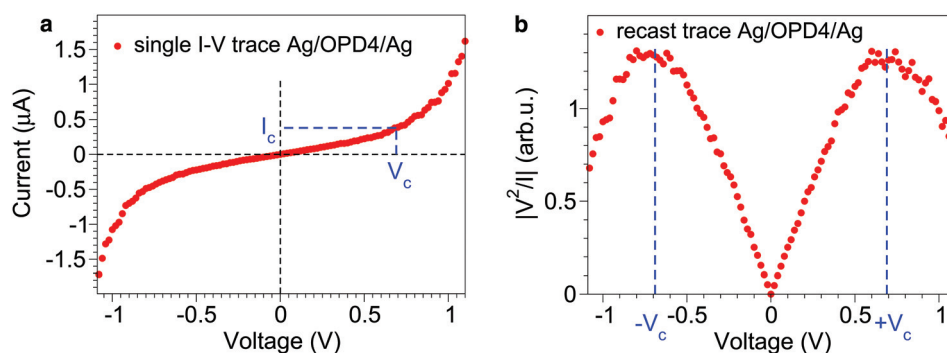 a
single I-V trace Ag/OPD4/Ag
Current (μA)
1.5
1
0.5
0
-0.5
-1
-1.5
I_c
V_c
-1
-0.5
0
0.5
1
Voltage (V)
b
recast trace Ag/OPD4/Ag
|V²/I| (arb.u.)
1
0.5
0
-1
-0.5
0
0.5
1
-V_c
Voltage (V)
+V_c